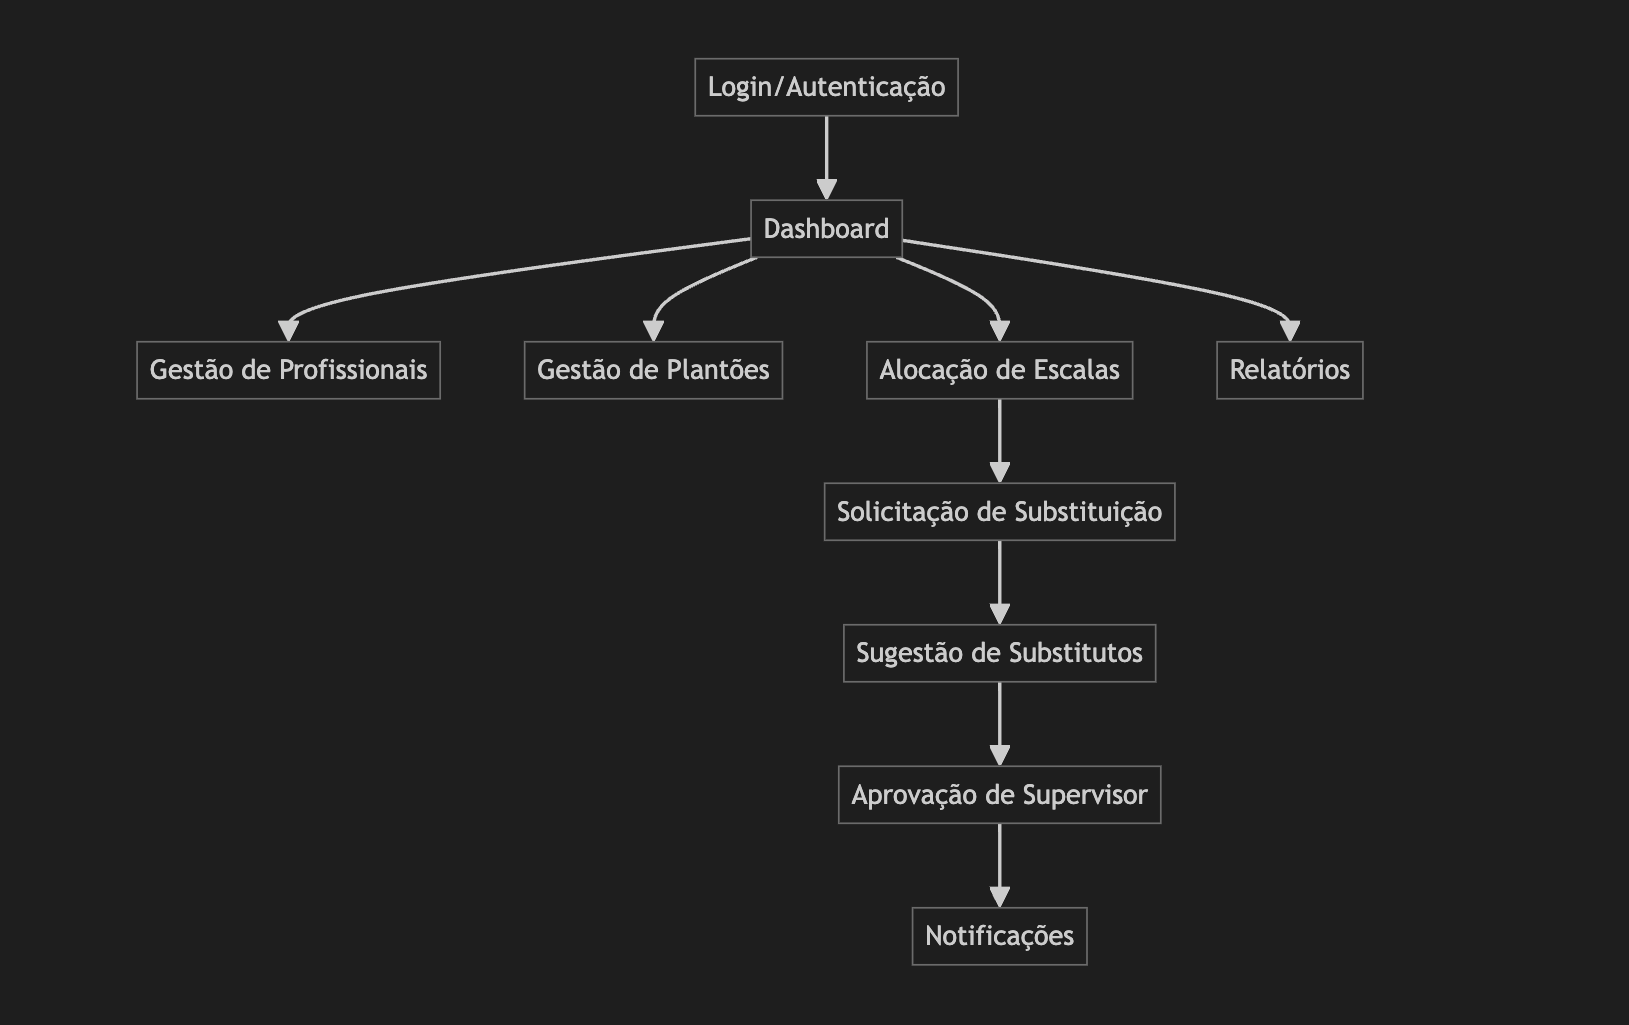 Login/Autenticação
Dashboard
Gestão de Profissionais
Gestão de Plantões
Alocação de Escalas
Relatórios
Solicitação de Substituição
Sugestão de Substitutos
Aprovação de Supervisor
Notificações